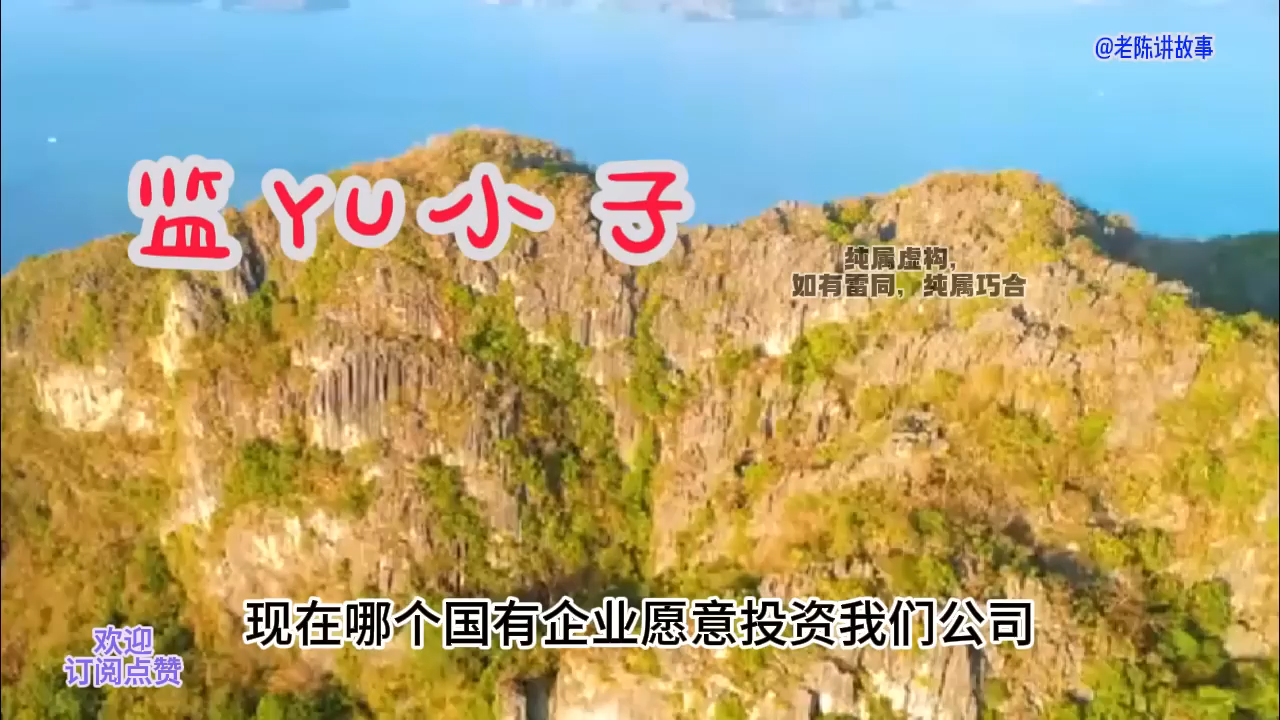 @老陈讲故事
监YU小子
纯属虚构,
如有雷同，纯属巧合
现在哪个国有企业愿意投资我们公司
欢迎
订阅点赞